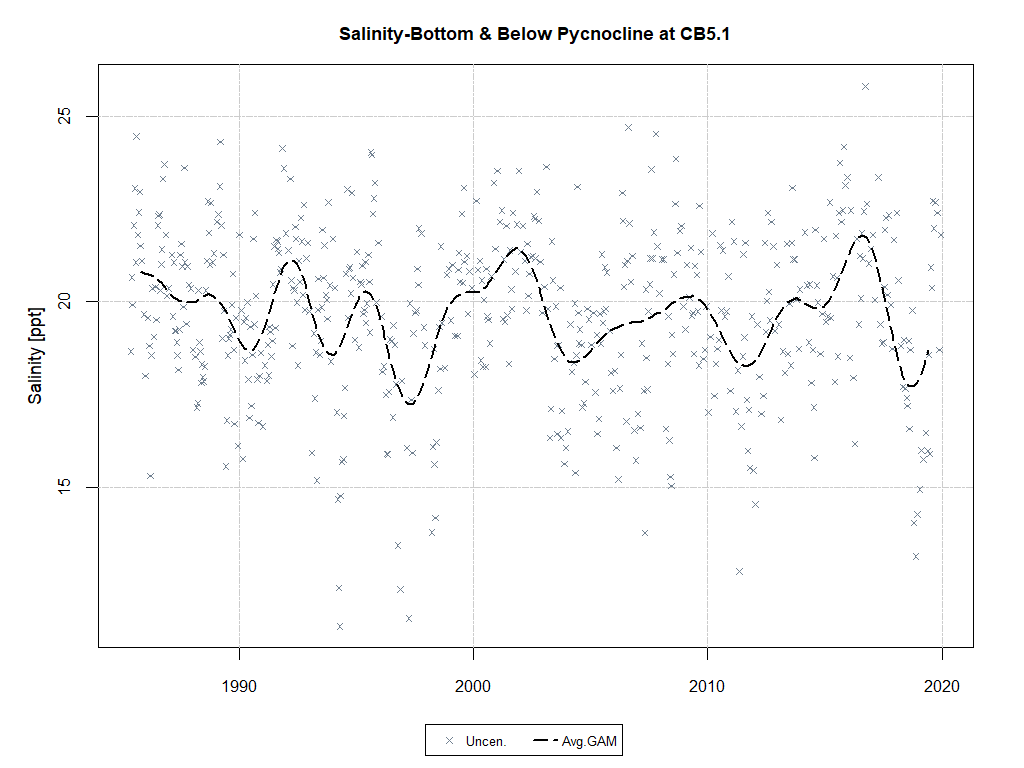 Salinity-Bottom & Below Pycnocline at CB5.1
Salinity [ppt]
25
20
15
1990
2000
2010
2020
Uncen.
Avg.GAM